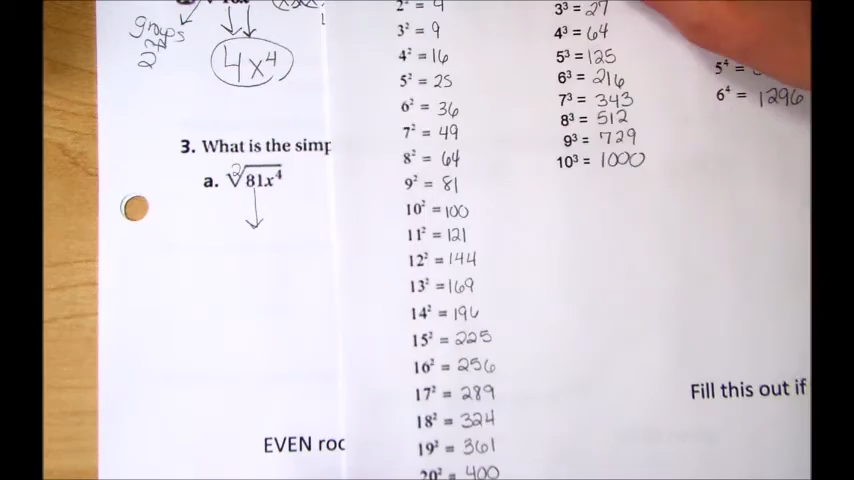 groups
4x⁴
3. What is the simp
a. ²√81x⁴
EVEN roo
2² = 4
3² = 9
4² = 16
5² = 25
6² = 36
7² = 49
8² = 64
9² = 81
10² = 100
11² = 121
12² = 144
13² = 169
14² = 196
15² = 225
16² = 256
17² = 289
18² = 324
19² = 361
20² = 400
3³ = 27
4³ = 64
5³ = 125
6³ = 216
7³ = 343
8³ = 512
9³ = 729
10³ = 1000
5⁴ =
6⁴ = 1296
Fill this out if